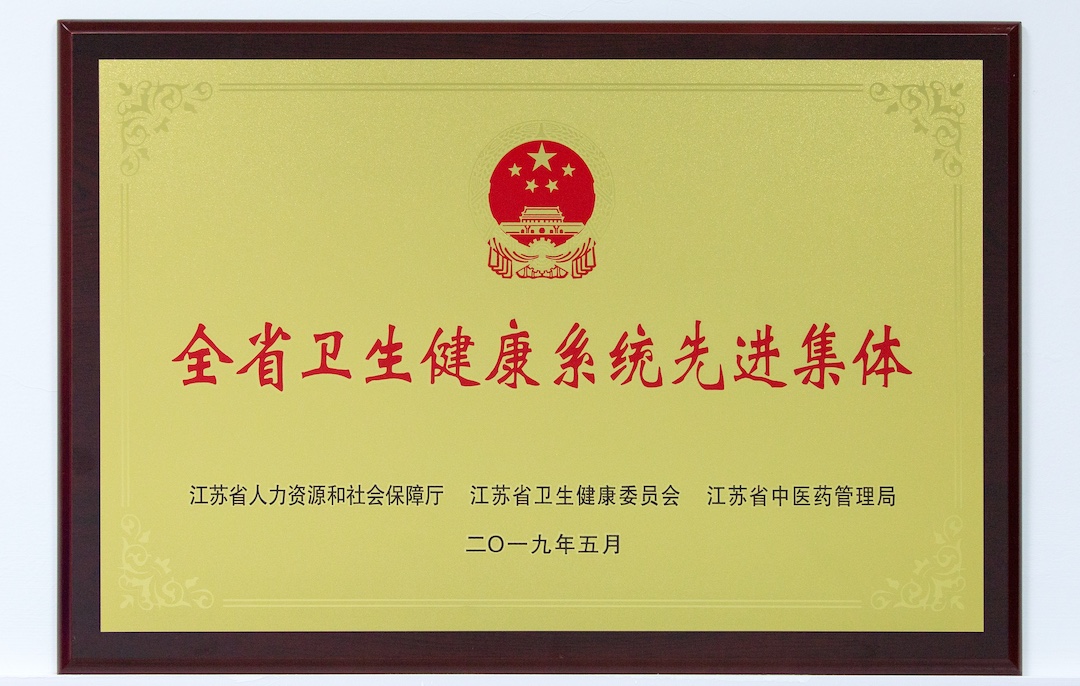 全省卫生健康系统先进集体
江苏省人力资源和社会保障厅 江苏省卫生健康委员会 江苏省中医药管理局
二〇一九年五月